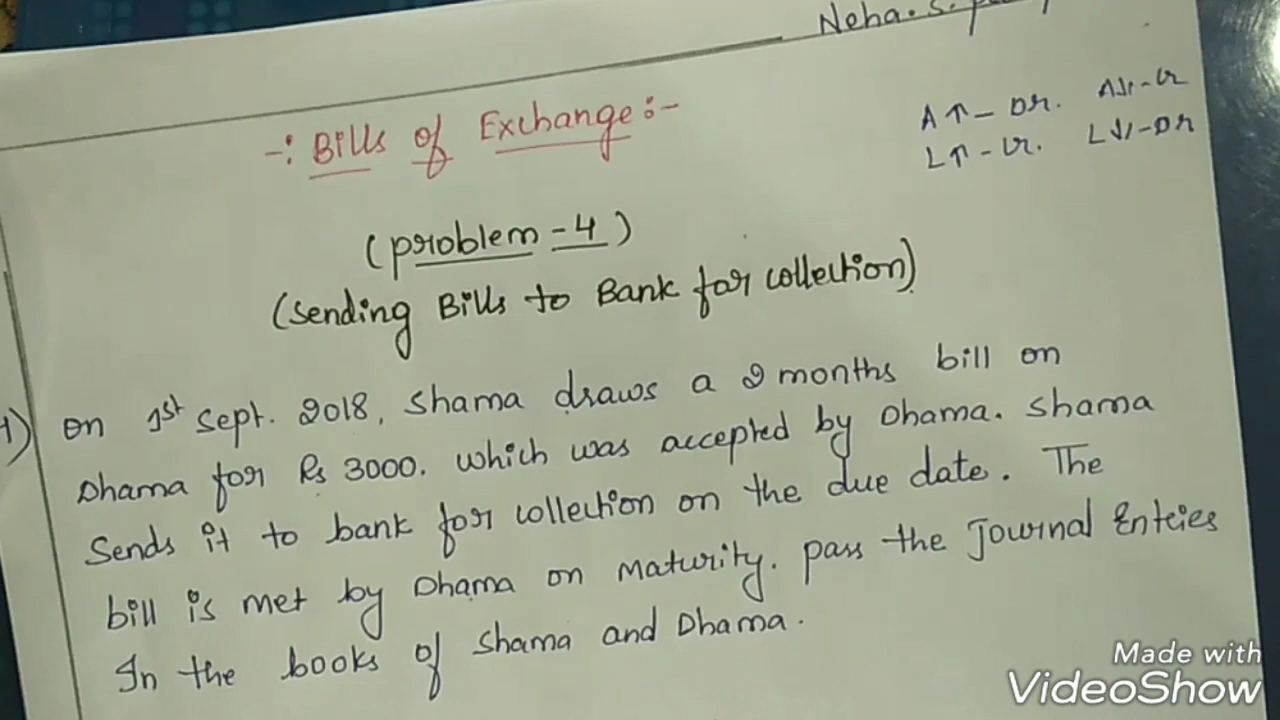 Neha. S.
-: Bills of Exchange :-
A↑ - Dr. A↓ - Cr
L↑ - Cr. L↓ - Dr
(problem - 4)
(Sending Bills to Bank for collection)
1) On 1st Sept. 2018, Shama draws a 2 months bill on
Dhama for Rs 3000. which was accepted by Dhama. Shama
Sends it to bank for collection on the due date. The
bill is met by Dhama on maturity. pass the Journal Enteies
In the books of Shama and Dhama.
Made with
VideoShow